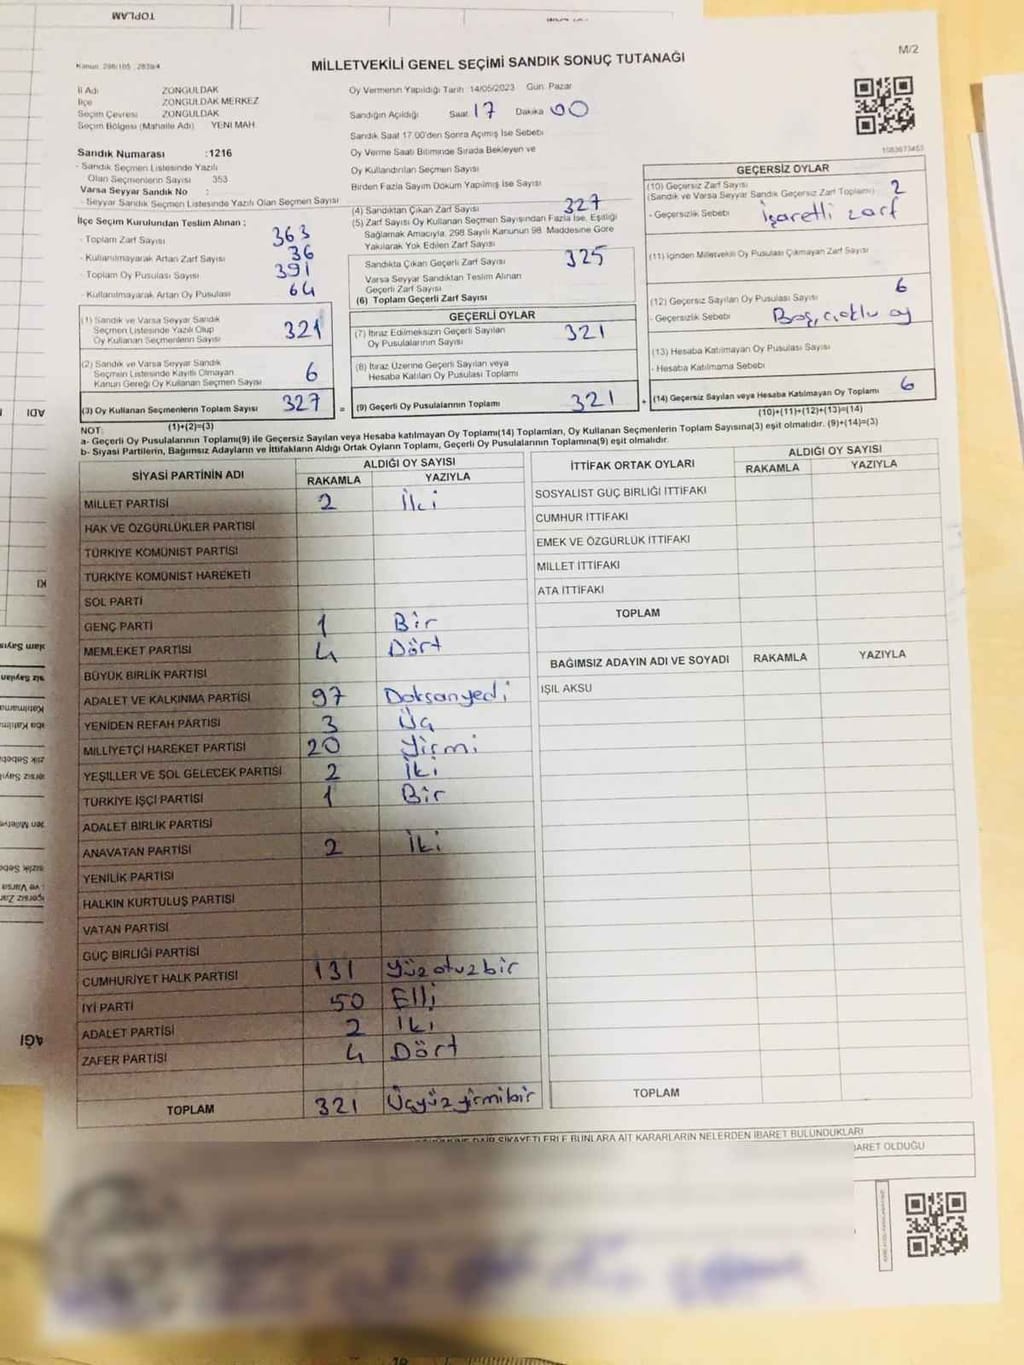 TOPLAM
MİLLETVEKİLİ GENEL SEÇİMİ SANDIK SONUÇ TUTANAĞI
M/2
İl Adı ZONGULDAK
İlçe ZONGULDAK MERKEZ
Seçim Çevresi ZONGULDAK
Seçim Bölgesi (Mahalle Adı) YENİ MAH.
Sandık Numarası :1216
- Sandık Seçmen Listesinde Yazılı
Olan Seçmenlerin Sayısı 353
Varsa Seyyar Sandık No :
- Seyyar Sandık Seçmen Listesinde Yazılı Olan Seçmen Sayısı
İlçe Seçim Kurulundan Teslim Alınan :
- Toplam Zarf Sayısı 363
- Kullanılmayarak Artan Zarf Sayısı 36
- Toplam Oy Pusulası Sayısı 391
- Kullanılmayarak Artan Oy Pusulası 64
(1) Sandık ve Varsa Seyyar Sandık
Seçmen Listesinde Yazılı Olup
Oy Kullanan Seçmenlerin Sayısı 321
(2) Sandık ve Varsa Seyyar Sandık
Seçmen Listesinde Kayıtlı Olmayan
Kanun Gereği Oy Kullanan Seçmen Sayısı 6
(3) Oy Kullanan Seçmenlerin Toplam Sayısı 327
Oy Vermenin Yapıldığı Tarih 14/05/2023 Gün: Pazar
Sandığın Açıldığı Saat 17 Dakika 00
Sandık Saat 17.00'den Sonra Açımış İse Sebebi
Oy Verme Saati Bitiminde Sırada Bekleyen ve
Oy Kullandırılan Seçmen Sayısı
Birden Fazla Sayım Döküm Yapılmış İse Sayısı
(4) Sandıktan Çıkan Zarf Sayısı 327
(5) Zarf Sayısı Oy Kullanan Seçmen Sayısından Fazla İse, Eşitliği
Sağlamak Amacıyla, 298 Sayılı Kanunun 98. Maddesine Göre
Yakılarak Yok Edilen Zarf Sayısı
Sandıkta Çıkan Geçerli Zarf Sayısı 325
Varsa Seyyar Sandıktan Teslim Alınan
Geçerli Zarf Sayısı
(6) Toplam Geçerli Zarf Sayısı
GEÇERLİ OYLAR
(7) İtiraz Edilmeksizin Geçerli Sayılan
Oy Pusulalarının Sayısı 321
(8) İtiraz Üzerine Geçerli Sayılan veya
Hesaba Katılan Oy Pusulası Toplamı
= (9) Geçerli Oy Pusulalarının Toplamı 321 +
1083673453
GEÇERSİZ OYLAR
(10) Geçersiz Zarf Sayısı
(Sandık ve Varsa Seyyar Sandık Geçersiz Zarf Toplamı) 2
- Geçersizlik Sebebi İşaretli zarf
(11) İçinden Milletvekili Oy Pusulası Çıkmayan Zarf Sayısı
(12) Geçersiz Sayılan Oy Pusulası Sayısı 6
- Geçersizlik Sebebi
(13) Hesaba Katılmayan Oy Pusulası Sayısı
- Hesaba Katılmama Sebebi
(14) Geçersiz Sayılan veya Hesaba Katılmayan Oy Toplamı 6
NOT: (1)+(2)=(3) (10)+(11)+(12)+(13)=(14)
a- Geçerli Oy Pusulalarının Toplamı(9) ile Geçersiz Sayılan veya Hesaba katılmayan Oy Toplamı(14) Toplamları, Oy Kullanan Seçmenlerin Toplam Sayısına(3) eşit olmalıdır. (9)+(14)=(3)
b- Siyasi Partilerin, Bağımsız Adayların ve İttifakların Aldığı Ortak Oyların Toplamı, Geçerli Oy Pusulalarının Toplamına(9) eşit olmalıdır.
SİYASİ PARTİNİN ADI ALDIĞI OY SAYISI
RAKAMLA YAZIYLA
MİLLET PARTİSİ 2 İki
HAK VE ÖZGÜRLÜKLER PARTİSİ
TÜRKİYE KOMÜNİST PARTİSİ
TÜRKİYE KOMÜNİST HAREKETİ
SOL PARTİ
GENÇ PARTİ 1 Bir
MEMLEKET PARTİSİ 4 Dört
BÜYÜK BİRLİK PARTİSİ
ADALET VE KALKINMA PARTİSİ 97 Doksanyedi
YENİDEN REFAH PARTİSİ 3 Üç
MİLLİYETÇİ HAREKET PARTİSİ 20 Yirmi
YEŞİLLER VE SOL GELECEK PARTİSİ 2 İki
TÜRKİYE İŞÇİ PARTİSİ 1 Bir
ADALET BİRLİK PARTİSİ
ANAVATAN PARTİSİ 2 İki
YENİLİK PARTİSİ
HALKIN KURTULUŞ PARTİSİ
VATAN PARTİSİ
GÜÇ BİRLİĞİ PARTİSİ
CUMHURİYET HALK PARTİSİ 131 Yüzotuzbir
İYİ PARTİ 50 Elli
ADALET PARTİSİ 2 İki
ZAFER PARTİSİ 4 Dört
TOPLAM 321 Üçyüzyirmibir
İTTİFAK ORTAK OYLARI ALDIĞI OY SAYISI
RAKAMLA YAZIYLA
SOSYALİST GÜÇ BİRLİĞİ İTTİFAKI
CUMHUR İTTİFAKI
EMEK VE ÖZGÜRLÜK İTTİFAKI
MİLLET İTTİFAKI
ATA İTTİFAKI
TOPLAM
BAĞIMSIZ ADAYIN ADI VE SOYADI RAKAMLA YAZIYLA
IŞIL AKSU
TOPLAM
ŞİKAYETLERLE BUNLARA AİT KARARLARIN NELERDEN İBARET BULUNDUKLARI
İBARET OLDUĞU